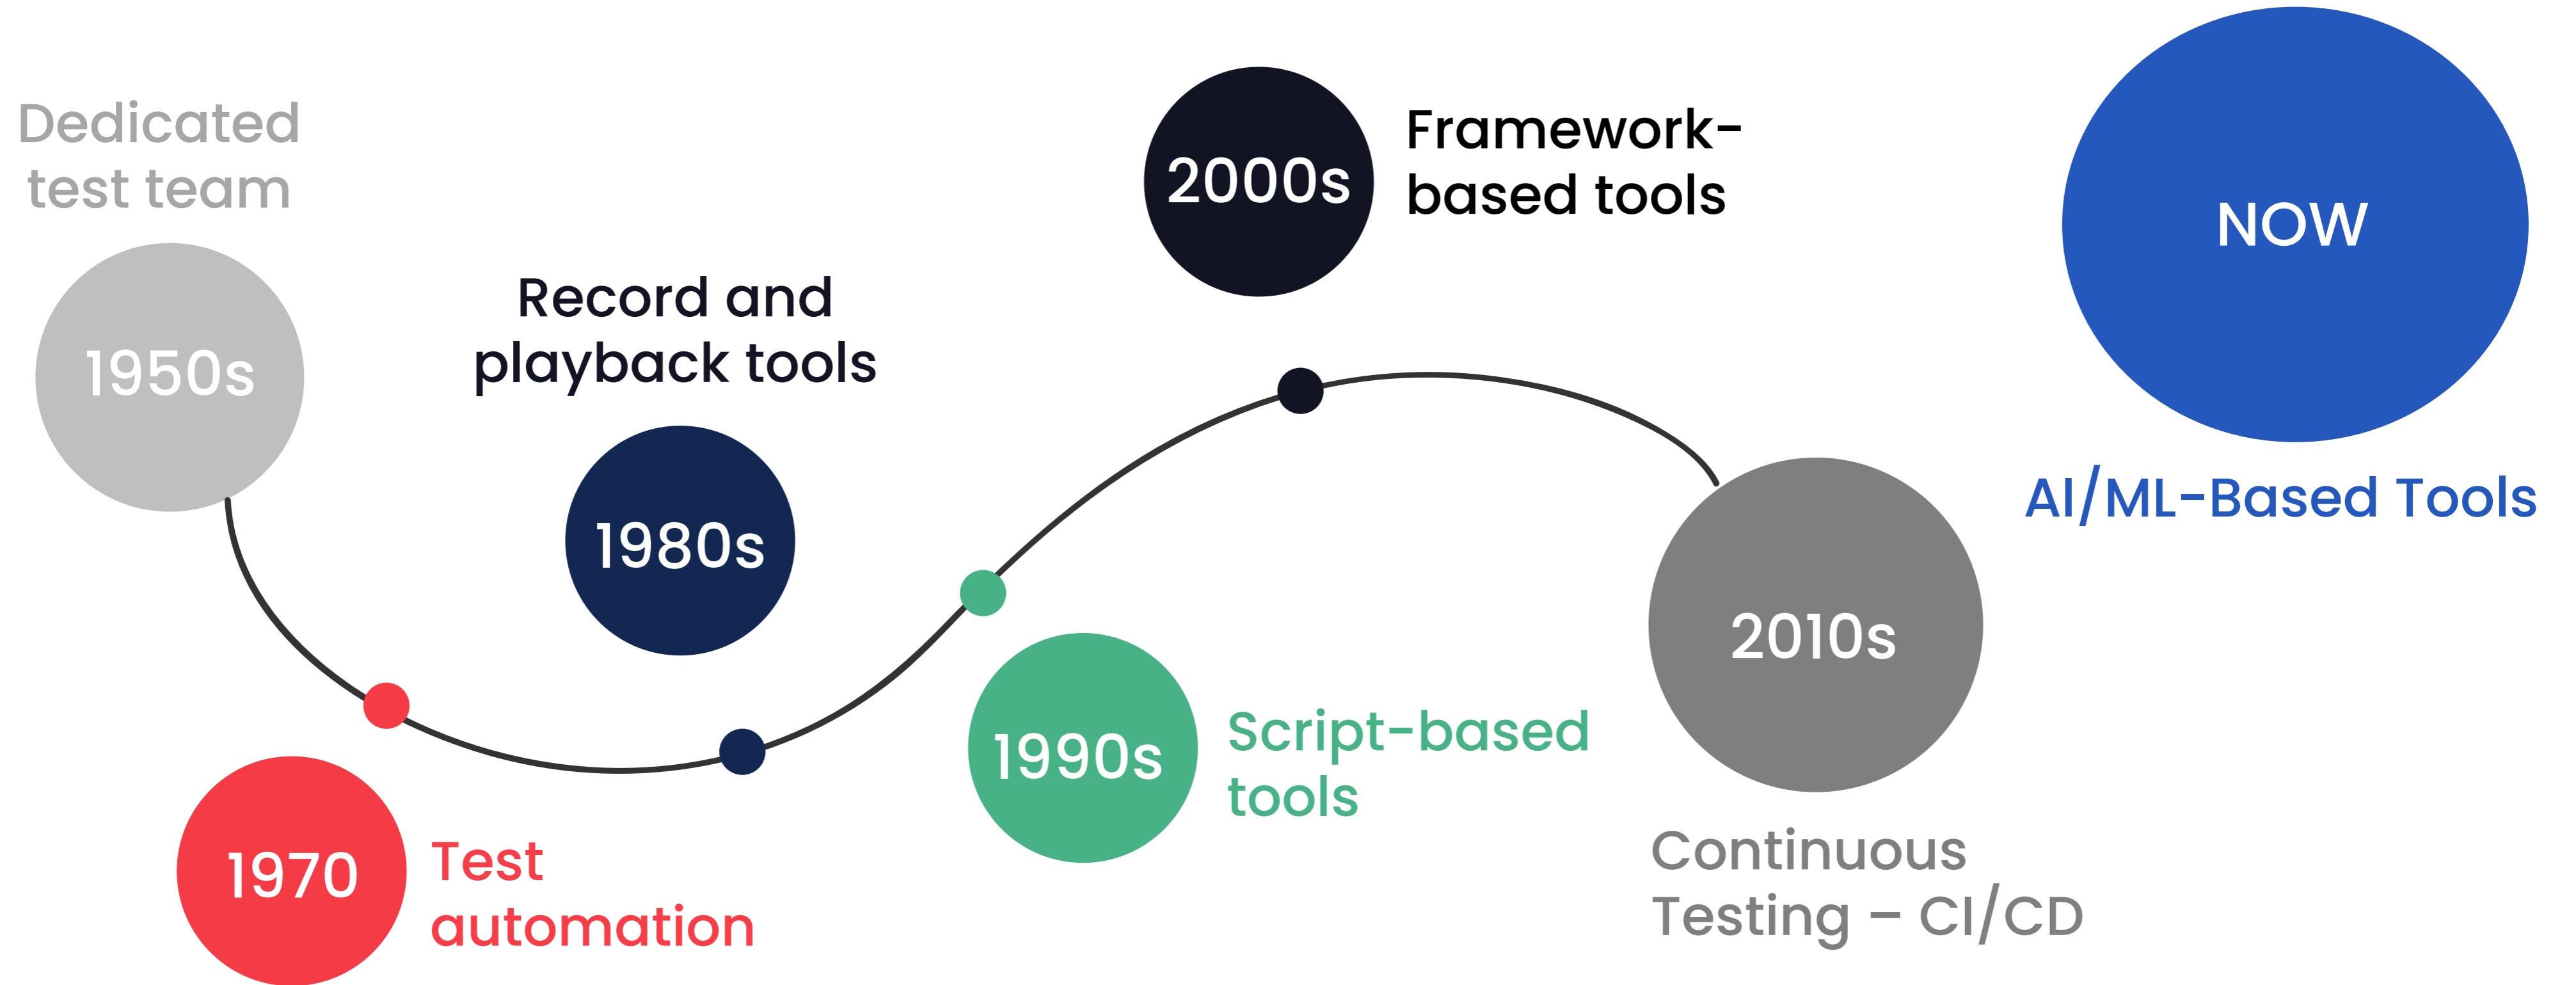 Dedicated
test team
1950s
1970
Test
automation
Record and
playback tools
1980s
1990s
Script-based
tools
2000s
Framework-
based tools
2010s
Continuous
Testing – CI/CD
NOW
AI/ML-Based Tools